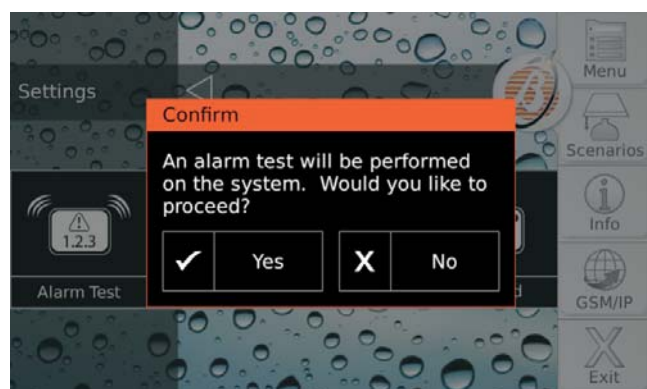 Menu
Settings
Confirm
An alarm test will be performed
on the system. Would you like to
proceed?
Scenarios
Info
1.2.3
✓ Yes
X No
Alarm Test
d
GSM/IP
Exit